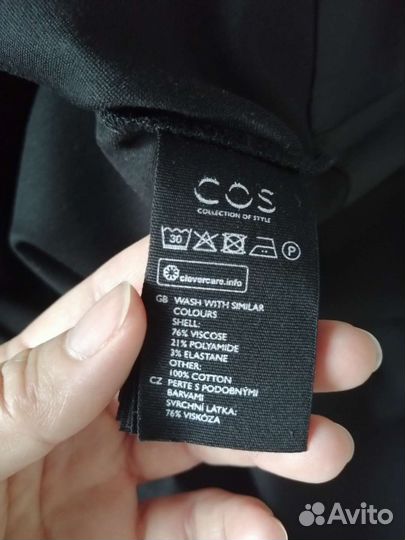 COS
COLLECTION OF STYLE
30 P
clevercare.info
GB WASH WITH SIMILAR
COLOURS
SHELL:
76% VISCOSE
21% POLYAMIDE
3% ELASTANE
OTHER:
100% COTTON
CZ PERTE S PODOBNÝMI
BARVAMI
SVRCHNÍ LÁTKA:
76% VISKÓZA
Avito